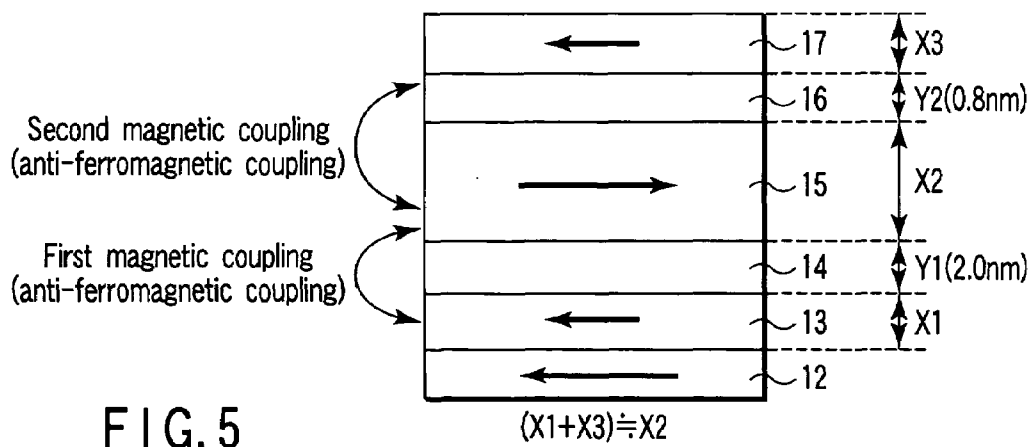 17
X3
16
Y2(0.8nm)
Second magnetic coupling
(anti-ferromagnetic coupling)
15
X2
First magnetic coupling
(anti-ferromagnetic coupling)
14
Y1(2.0nm)
13
X1
12
FIG.5
(X1+X3)≒X2